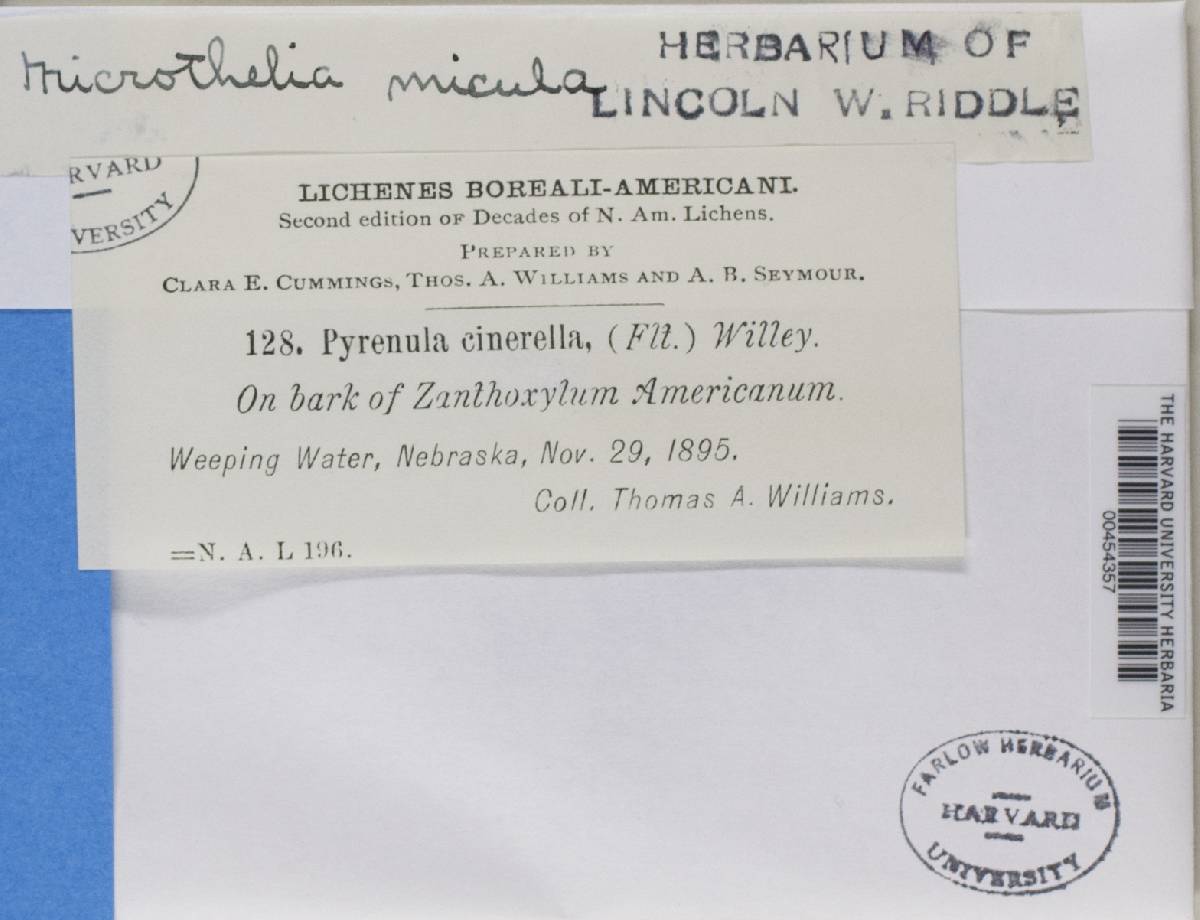 Microthelia micula
HERBARIUM OF
LINCOLN W. RIDDLE
RVARD
VERSITY
LICHENES BOREALI-AMERICANI.
Second edition OF Decades of N. Am. Lichens.
PREPARED BY
CLARA E. CUMMINGS, THOS. A. WILLIAMS AND A. B. SEYMOUR.
128. Pyrenula cinerella, (Flt.) Willey.
On bark of Zanthoxylum Americanum.
Weeping Water, Nebraska, Nov. 29, 1895.
Coll. Thomas A. Williams.
=N. A. L 196.
THE HARVARD UNIVERSITY HERBARIA
00454357
FARLOW HERBARIUM
HARVARD
UNIVERSITY